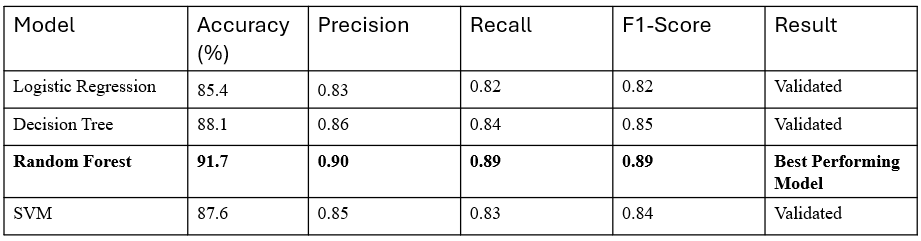 Model Accuracy (%) Precision Recall F1-Score Result
Logistic Regression 85.4 0.83 0.82 0.82 Validated
Decision Tree 88.1 0.86 0.84 0.85 Validated
Random Forest 91.7 0.90 0.89 0.89 Best Performing Model
SVM 87.6 0.85 0.83 0.84 Validated